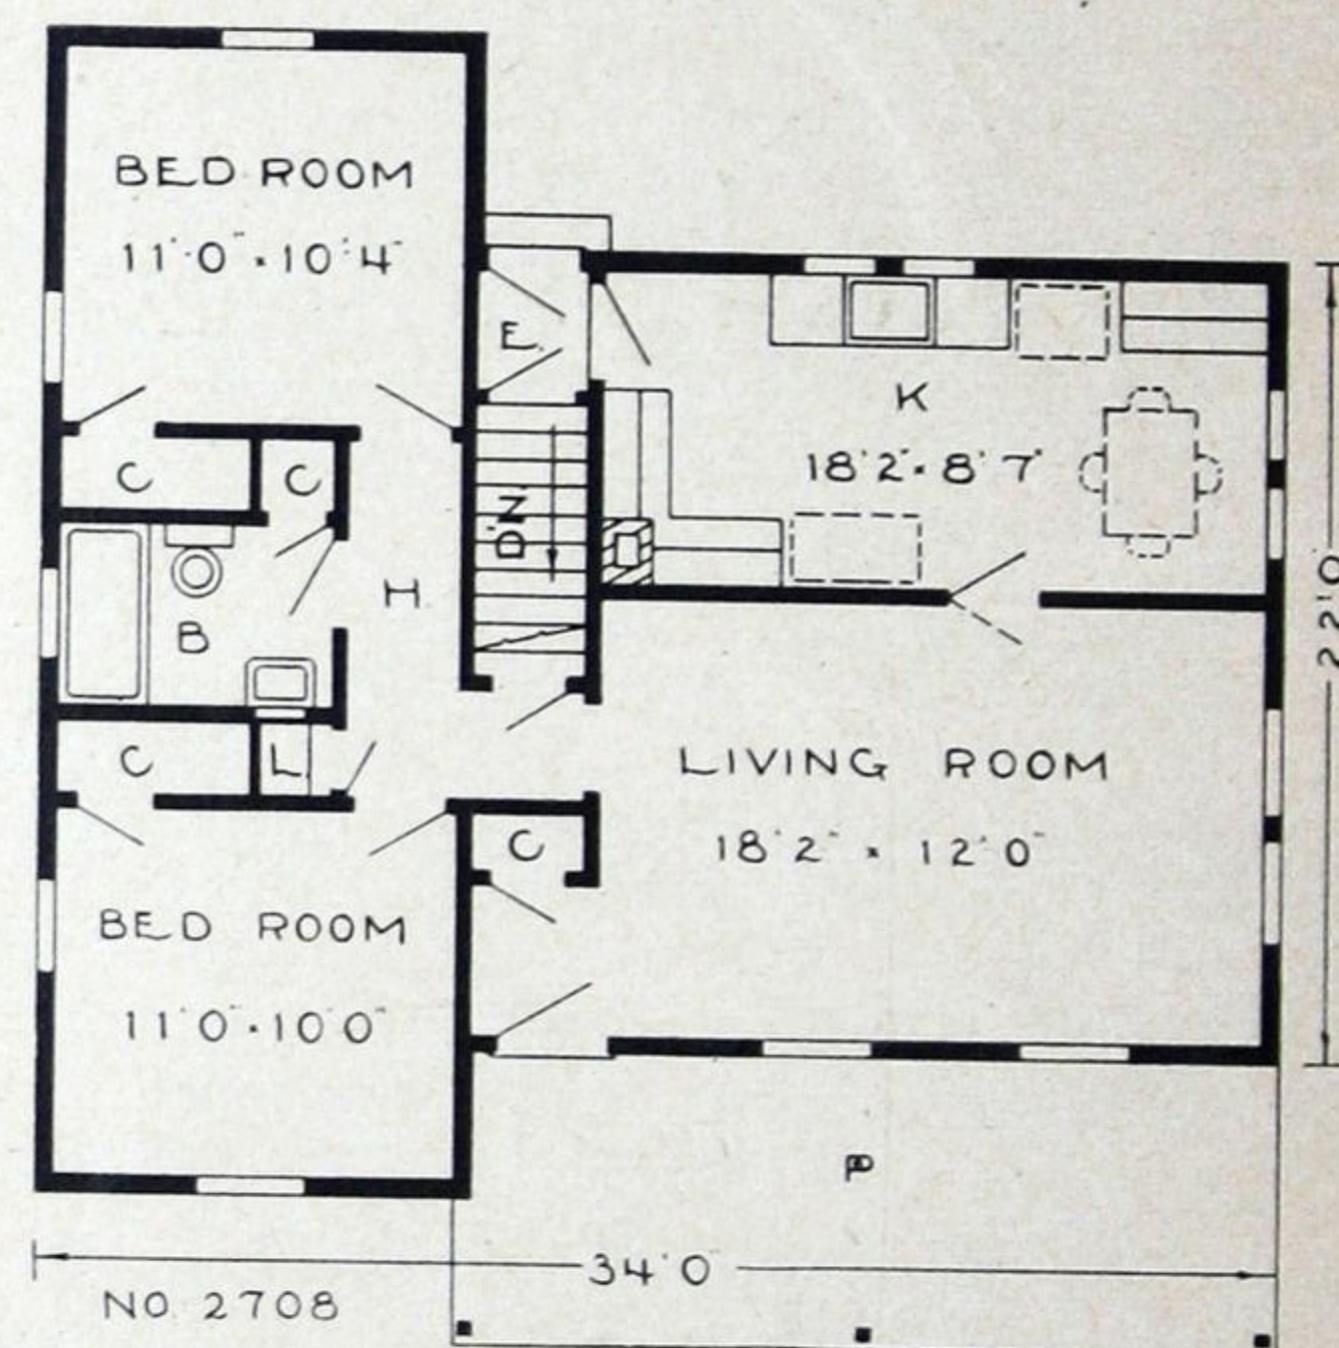 BED ROOM
11'0" x 10'4"
E.
K
18'2" x 8'7"
C
C
D'N
H
B
22'0"
C
L.
LIVING ROOM
18'2" x 12'0"
C
BED ROOM
11'0" x 10'0"
P
34'0"
NO. 2708